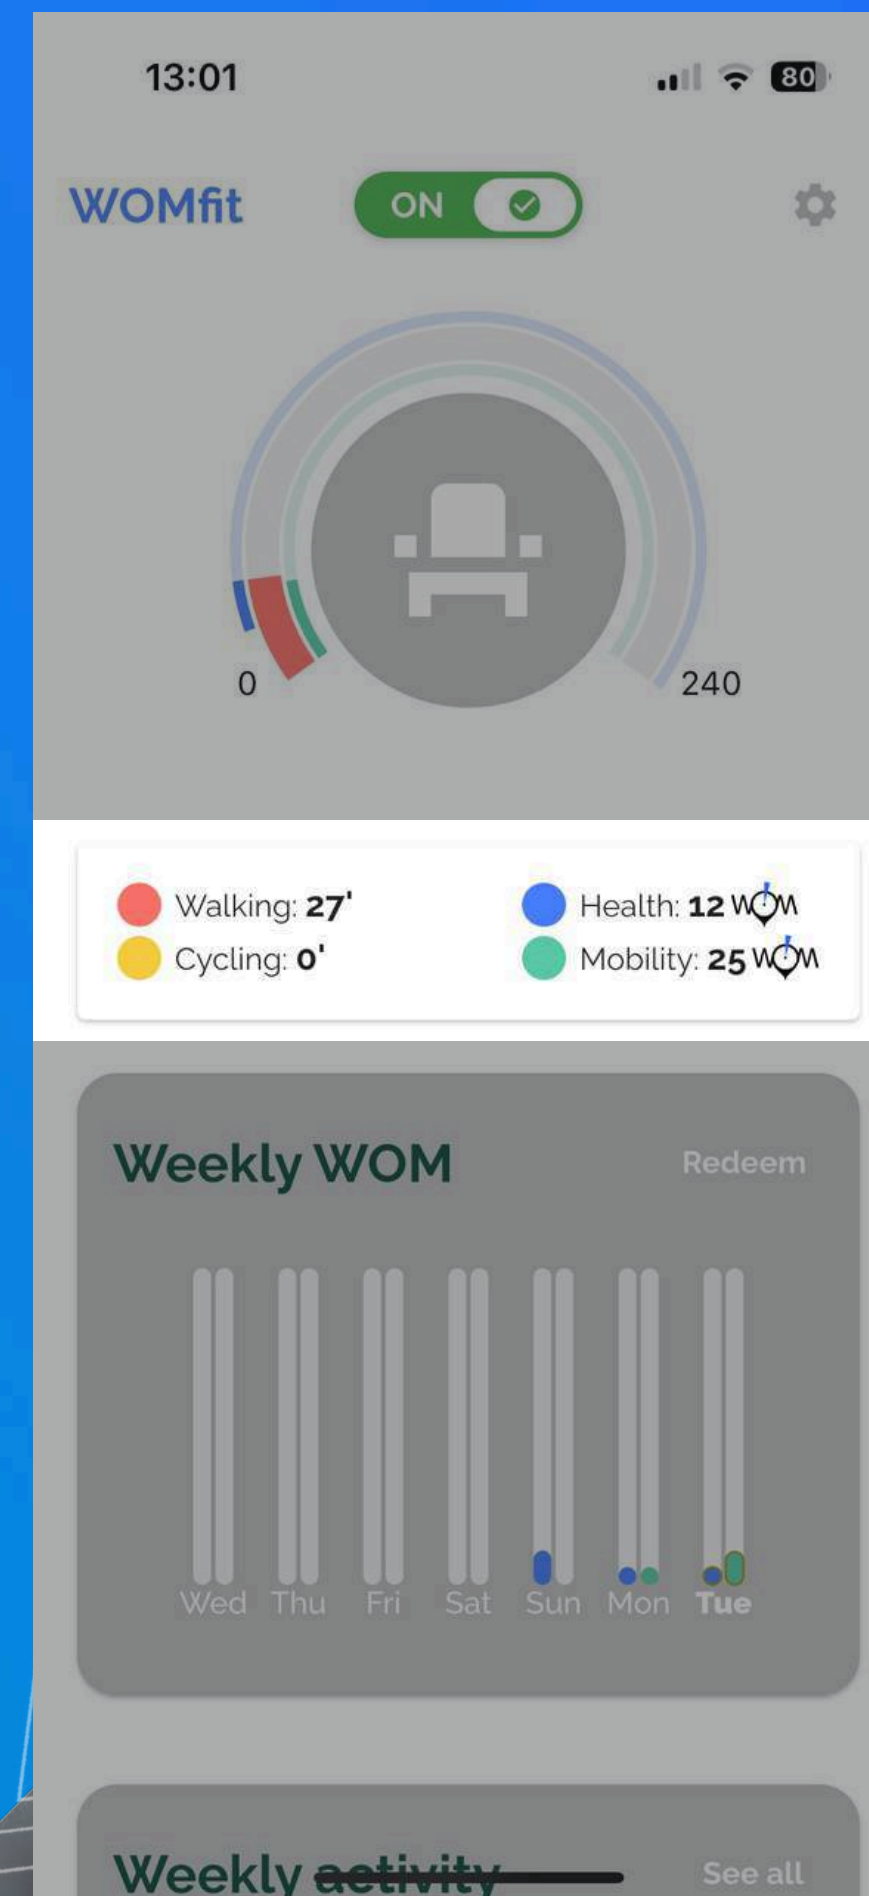 13:01 80
WOMfit ON
0 240
Walking: 27' Health: 12 WOM
Cycling: 0' Mobility: 25 WOM
Weekly WOM Redeem
Wed Thu Fri Sat Sun Mon Tue
Weekly activity See all